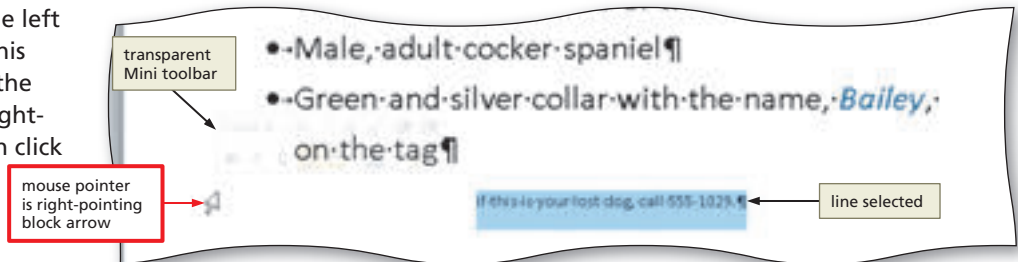 e left
his
the
ght-
n click
transparent
Mini toolbar
•Male, adult cocker spaniel¶
•Green and silver collar with the name, Bailey,
on the tag¶
mouse pointer
is right-pointing
block arrow
If this is your lost dog, call 555-1029.¶
line selected